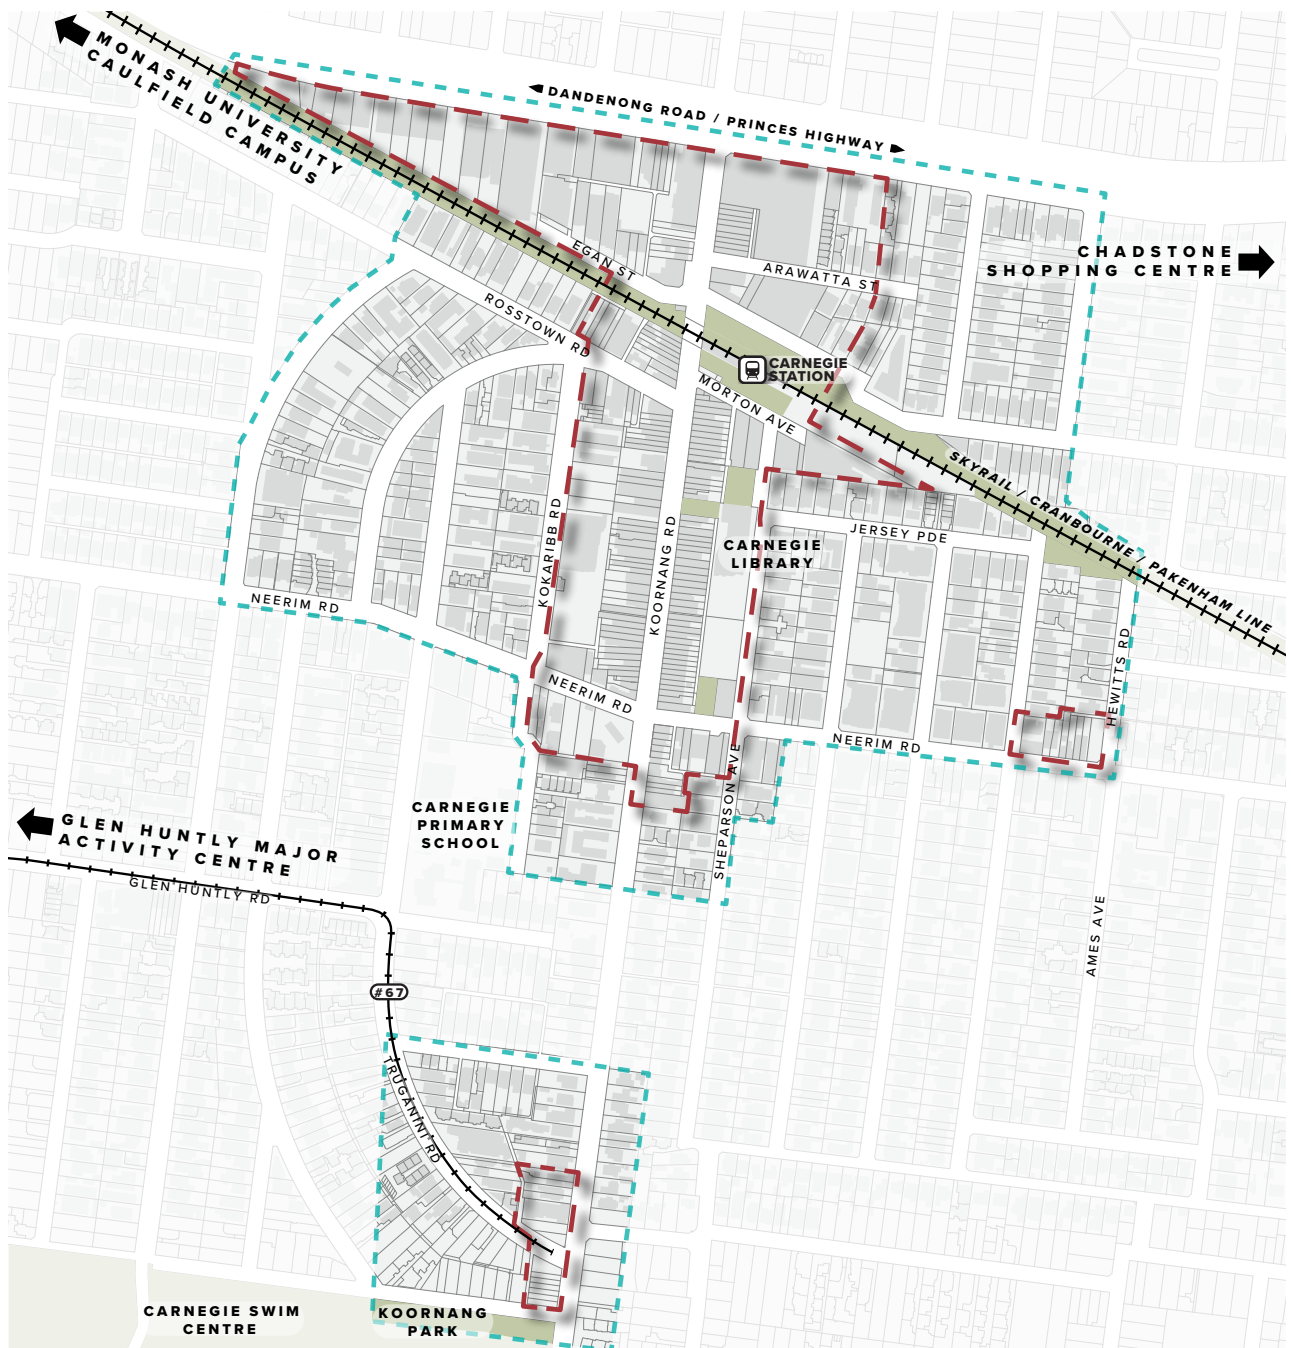 MONASH UNIVERSITY
CAULFIELD CAMPUS
DANDENONG ROAD / PRINCES HIGHWAY
CHADSTONE
SHOPPING CENTRE
EGAN ST
ARAWATTA ST
ROSSTOWN RD
CARNEGIE
STATION
MORTON AVE
SKYRAIL / CRANBOURNE / PAKENHAM LINE
KOKARIBB RD
KOORNANG RD
JERSEY PDE
CARNEGIE
LIBRARY
NEERIM RD
HEWITTS RD
NEERIM RD
NEERIM RD
SHEPARSON AVE
CARNEGIE
PRIMARY
SCHOOL
GLEN HUNTLY MAJOR
ACTIVITY CENTRE
GLEN HUNTLY RD
AMES AVE
#67
TRUGANINI RD
CARNEGIE SWIM
CENTRE
KOORNANG
PARK